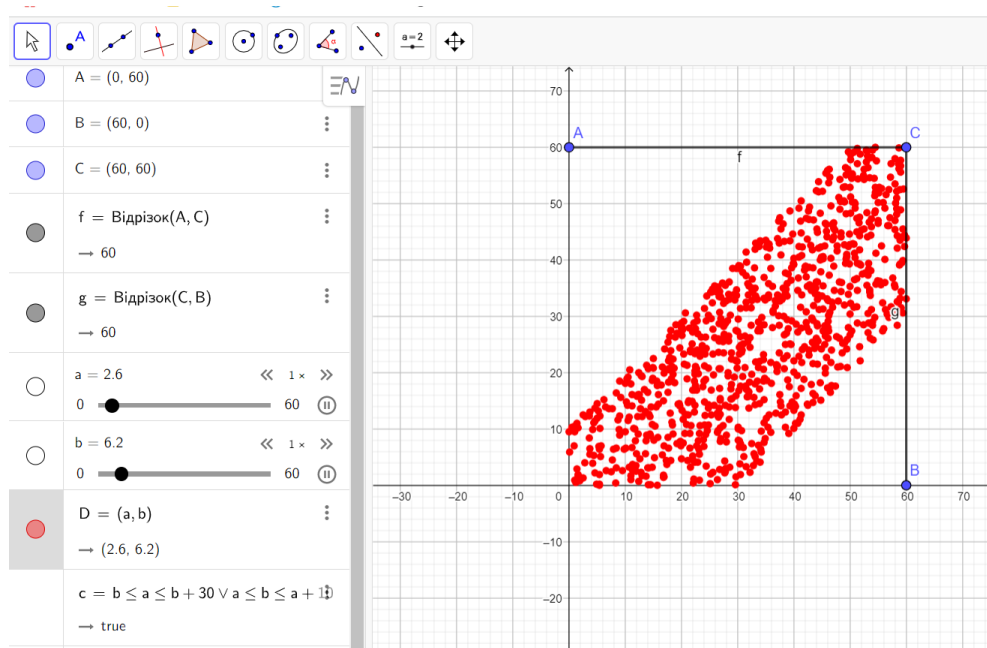 A
α
a=2
A = (0, 60)
B = (60, 0)
C = (60, 60)
f = Відрізок(A, C)
→ 60
g = Відрізок(C, B)
→ 60
a = 2.6
1 ×
0
60
b = 6.2
1 ×
0
60
D = (a, b)
→ (2.6, 6.2)
c = b ≤ a ≤ b + 30 ∨ a ≤ b ≤ a + 10
→ true
70
60
50
40
30
20
10
0
−10
−20
−30
−20
−10
10
20
30
40
50
60
70
A
C
f
g
B